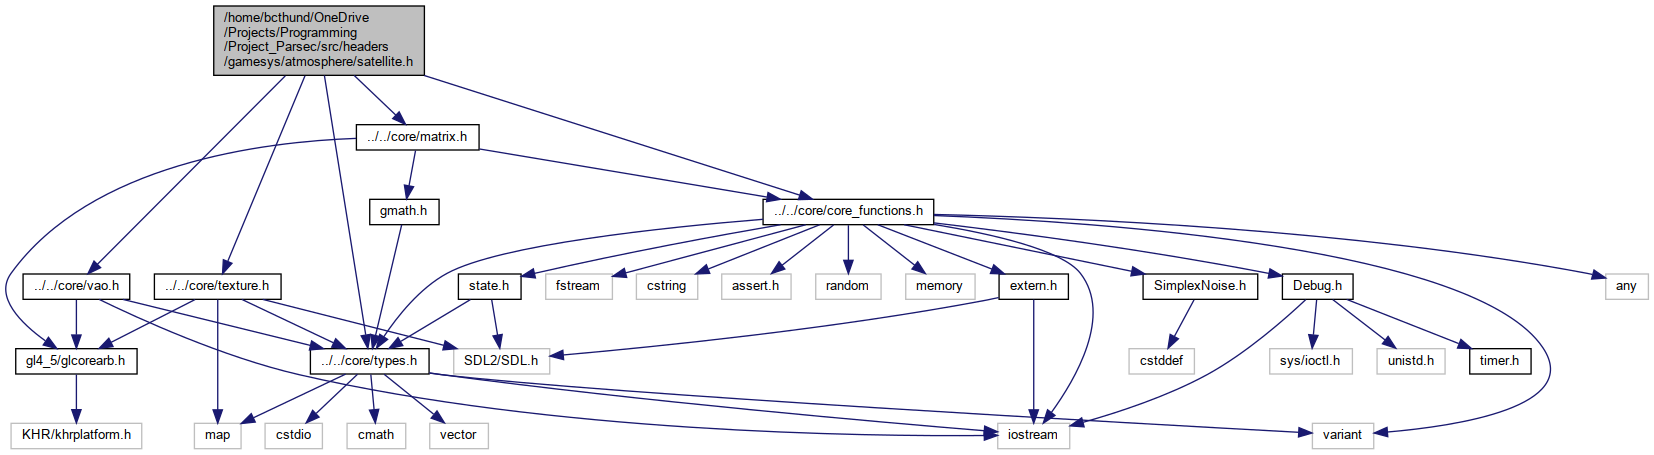 /home/bcthund/OneDrive
/Projects/Programming
/Project_Parsec/src/headers
/gamesys/atmosphere/satellite.h
../../core/matrix.h
gmath.h
../../core/core_functions.h
../../core/vao.h
../../core/texture.h
state.h
fstream
cstring
assert.h
random
memory
extern.h
SimplexNoise.h
Debug.h
any
gl4_5/glcorearb.h
../../core/types.h
SDL2/SDL.h
cstddef
sys/ioctl.h
unistd.h
timer.h
KHR/khrplatform.h
map
cstdio
cmath
vector
iostream
variant